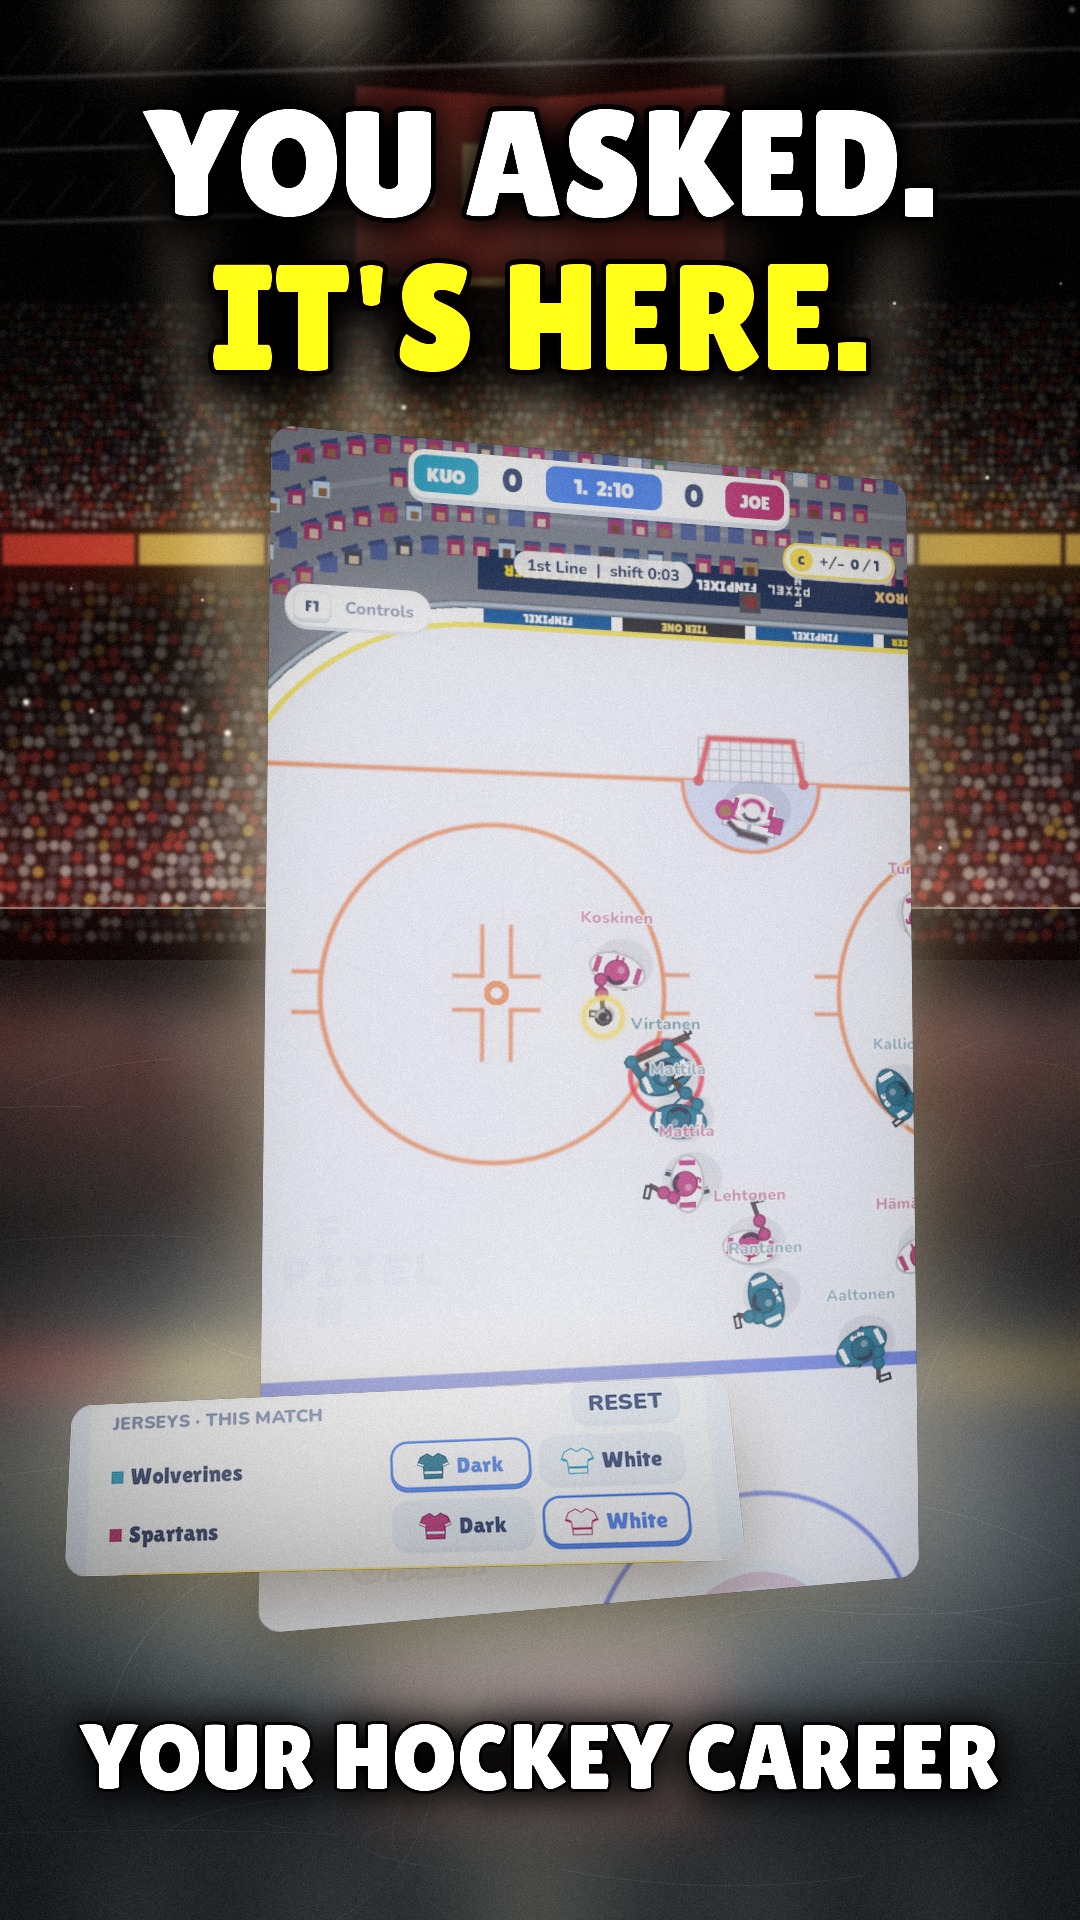 YOU ASKED.
IT'S HERE.
KUO 0 1. 2:10 0 JOE
1st Line | shift 0:03
C +/- 0/1
F1 Controls
FINPIXEL
FINPIXEL TIER ONE FINPIXEL
Koskinen
Virtanen
Mattila
Mattila
Kallio
Lehtonen
Rantanen
Aaltonen
JERSEYS · THIS MATCH
RESET
Wolverines Dark White
Spartans Dark White
YOUR HOCKEY CAREER